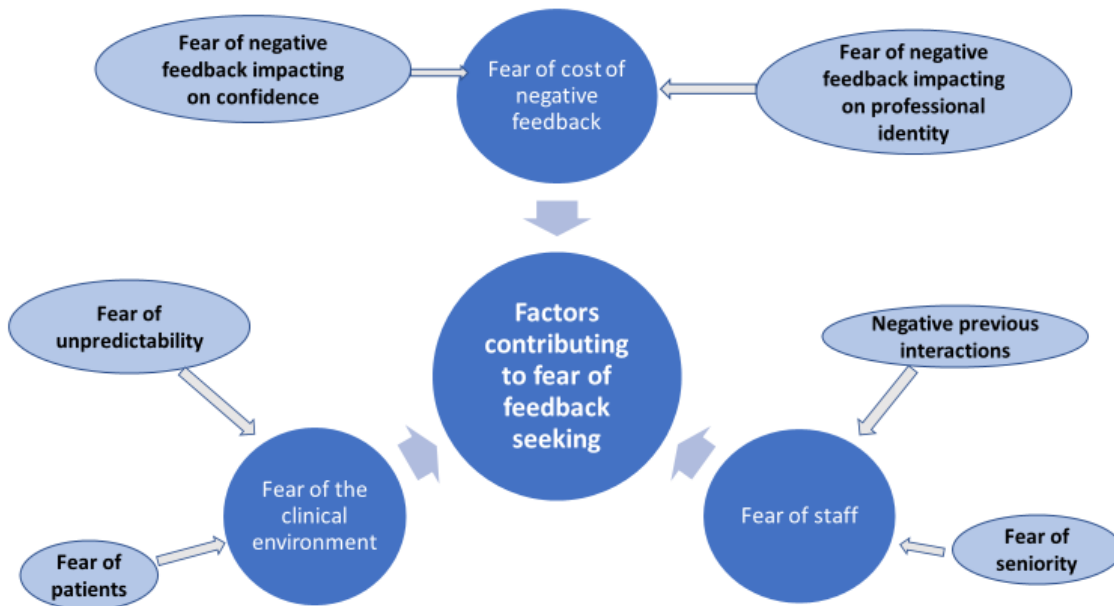 Fear of negative
feedback impacting
on confidence
Fear of cost of
negative
feedback
Fear of negative
feedback impacting
on professional
identity
Factors
contributing
to fear of
feedback
seeking
Fear of
unpredictability
Negative previous
interactions
Fear of the
clinical
environment
Fear of staff
Fear of
patients
Fear of
seniority